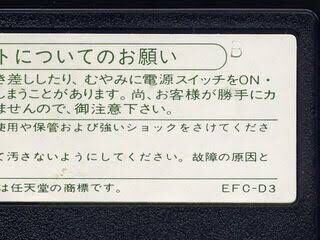 トについてのお願い
き差ししたり、むやみに電源スイッチをON・
しまうことがあります。尚、お客様が勝手にカ
ませんので、御注意下さい。
使用や保管および強いショックをさけてくださ
て汚さないようにしてください。故障の原因と
は任天堂の商標です。 EFC-D3